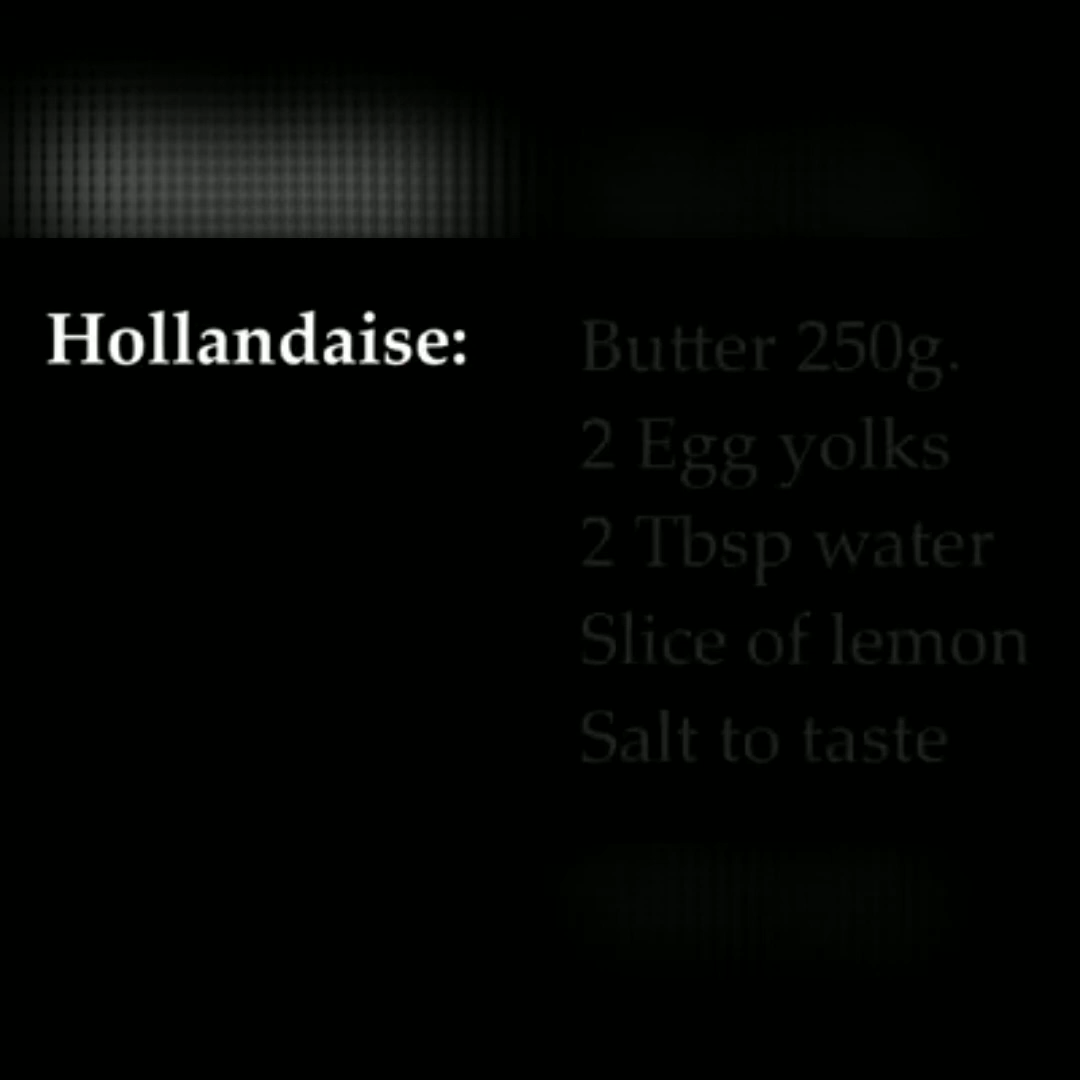 Hollandaise:
Butter 250g.
2 Egg yolks
2 Tbsp water
Slice of lemon
Salt to taste